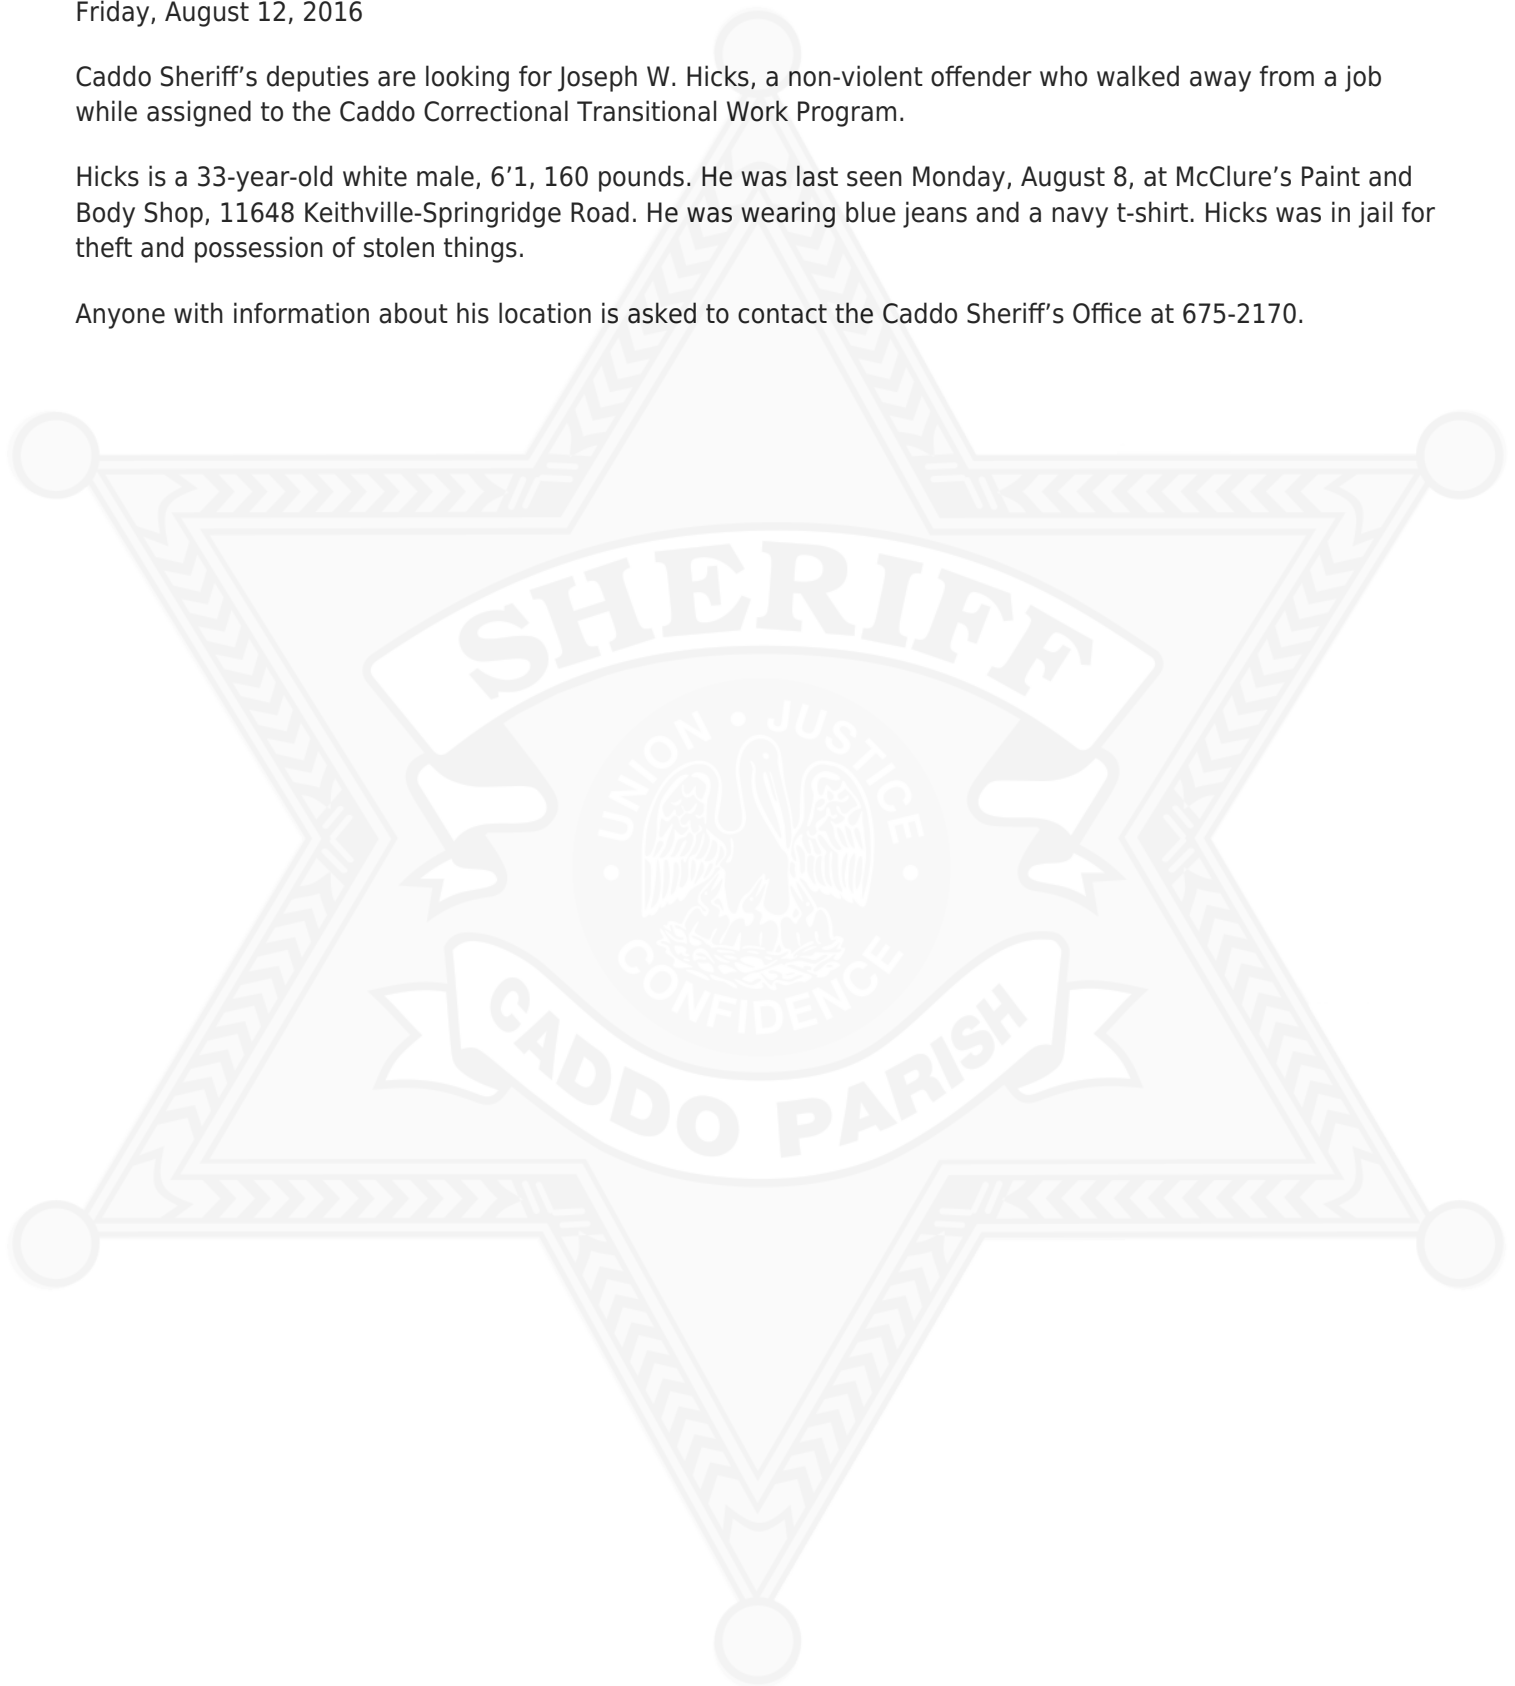 Friday, August 12, 2016
Caddo Sheriff’s deputies are looking for Joseph W. Hicks, a non-violent offender who walked away from a job
while assigned to the Caddo Correctional Transitional Work Program.
Hicks is a 33-year-old white male, 6’1, 160 pounds. He was last seen Monday, August 8, at McClure’s Paint and
Body Shop, 11648 Keithville-Springridge Road. He was wearing blue jeans and a navy t-shirt. Hicks was in jail for
theft and possession of stolen things.
Anyone with information about his location is asked to contact the Caddo Sheriff’s Office at 675-2170.
SHERIFF
UNION • JUSTICE
• CONFIDENCE •
CADDO PARISH